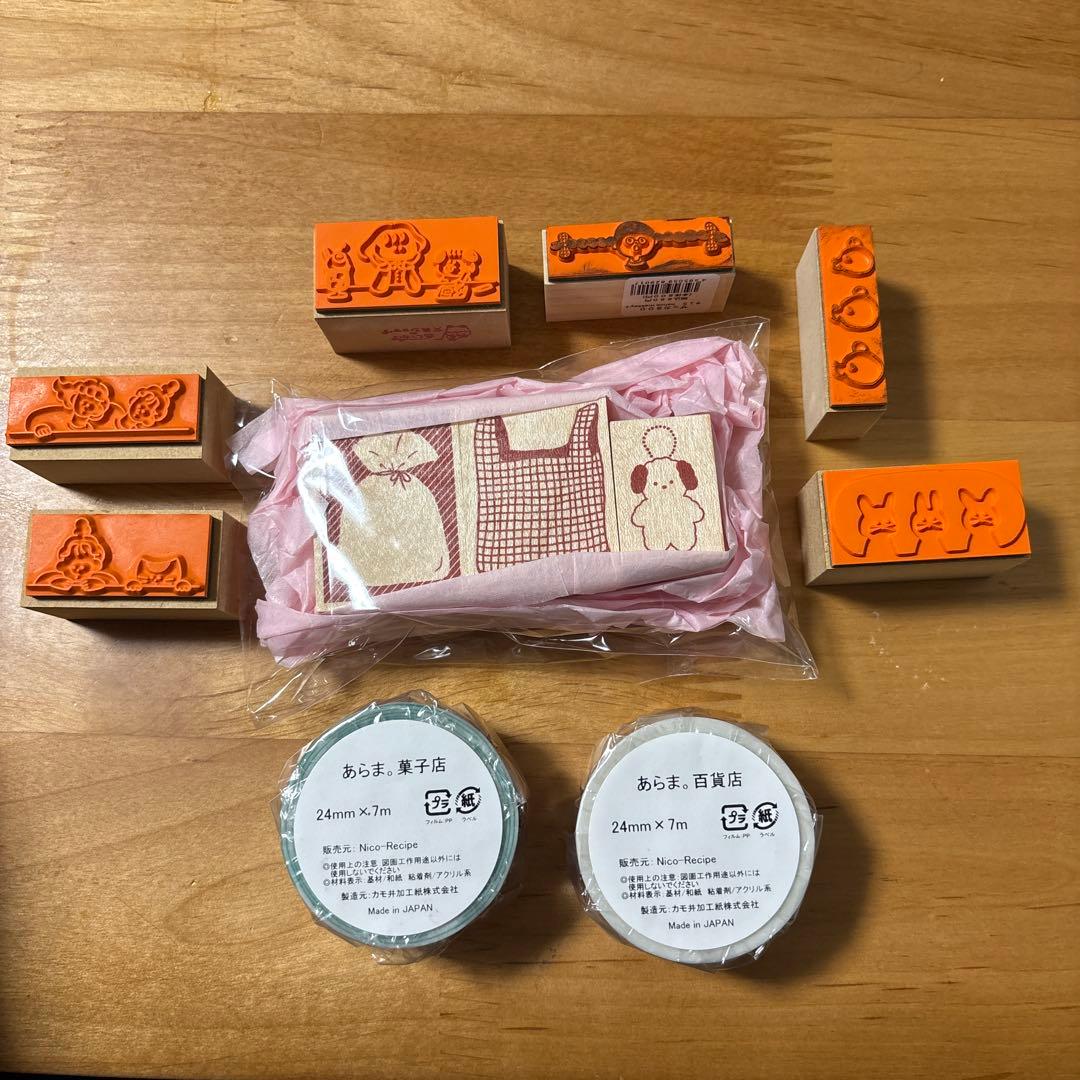 あらま。菓子店
24mm×7m
プラ
紙
フィルム:PP
ラベル
販売元: Nico-Recipe
◎使用上の注意:図画工作用途以外には
使用しないでください
◎材料表示:基材/和紙 粘着剤/アクリル系
製造元:カモ井加工紙株式会社
Made in JAPAN
あらま。百貨店
24mm×7m
プラ
紙
フィルム:PP
ラベル
販売元: Nico-Recipe
◎使用上の注意:図画工作用途以外には
使用しないでください
◎材料表示:基材/和紙 粘着剤/アクリル系
製造元:カモ井加工紙株式会社
Made in JAPAN